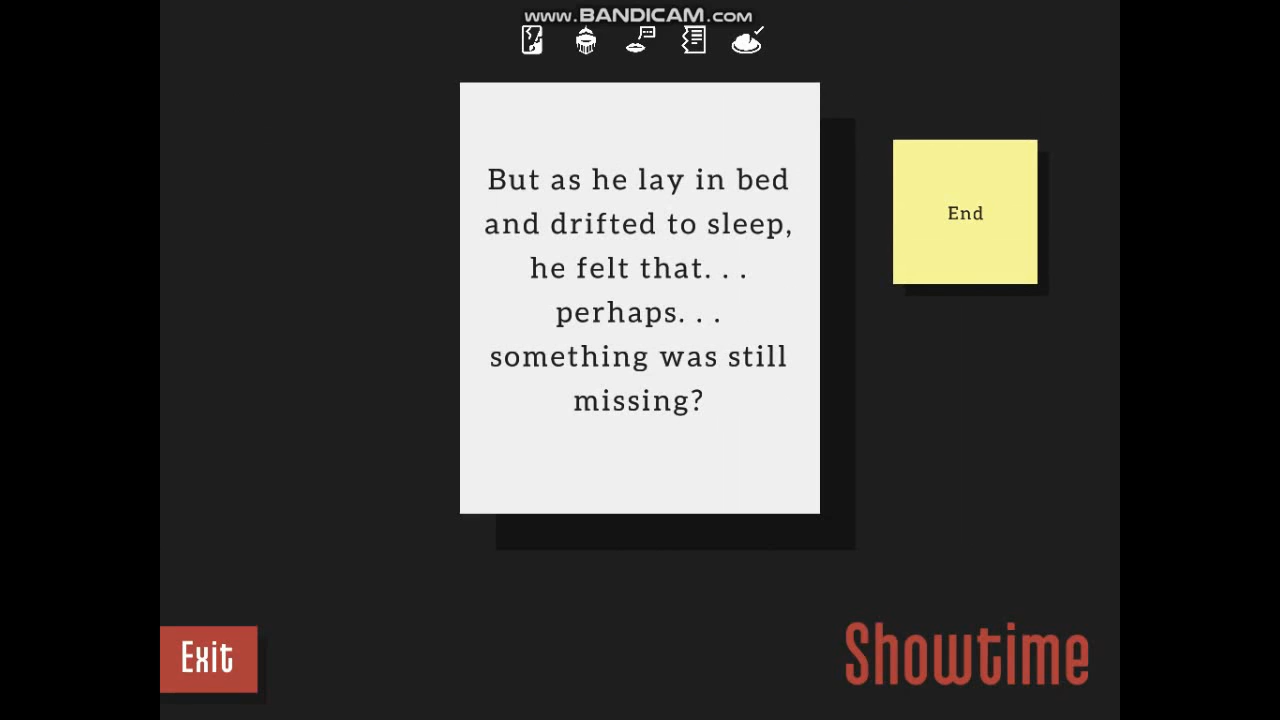 www.BANDICAM.com
But as he lay in bed
and drifted to sleep,
he felt that. . .
perhaps. . .
something was still
missing?
End
Exit
Showtime